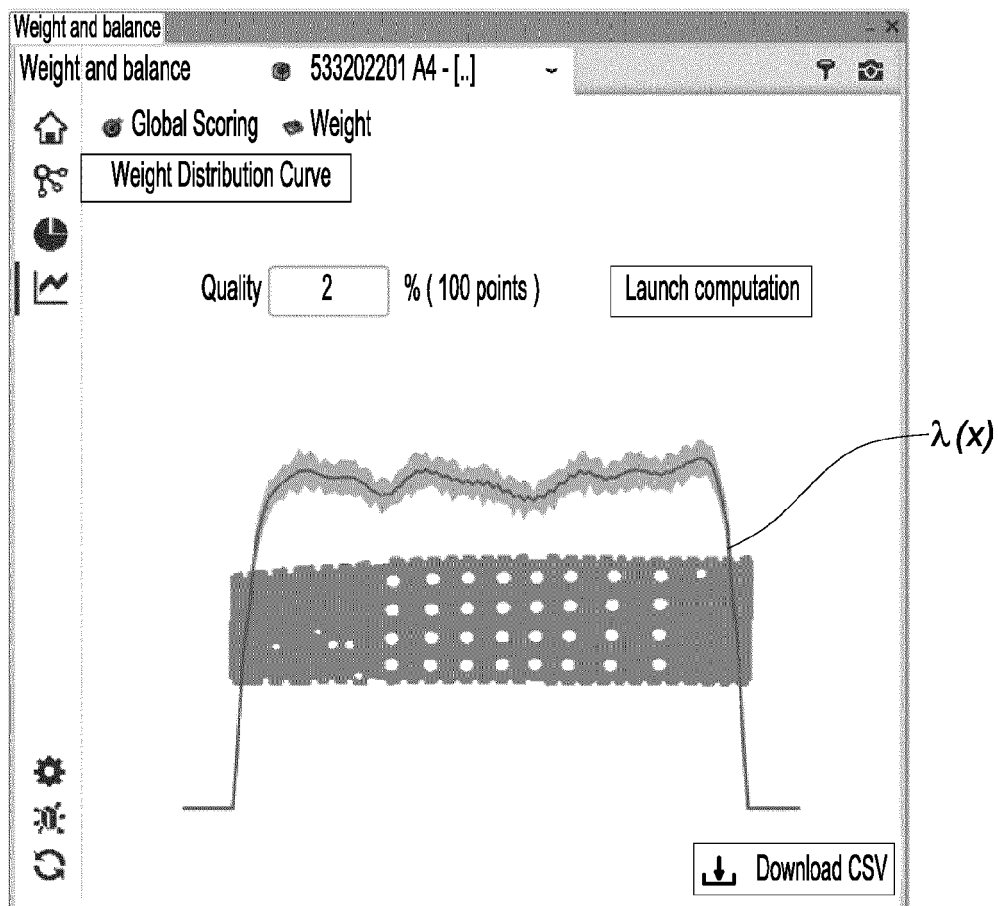 Weight and balance
Weight and balance 533202201 A4 - [..]
Global Scoring Weight
Weight Distribution Curve
Quality 2 % ( 100 points ) Launch computation
λ (x)
Download CSV